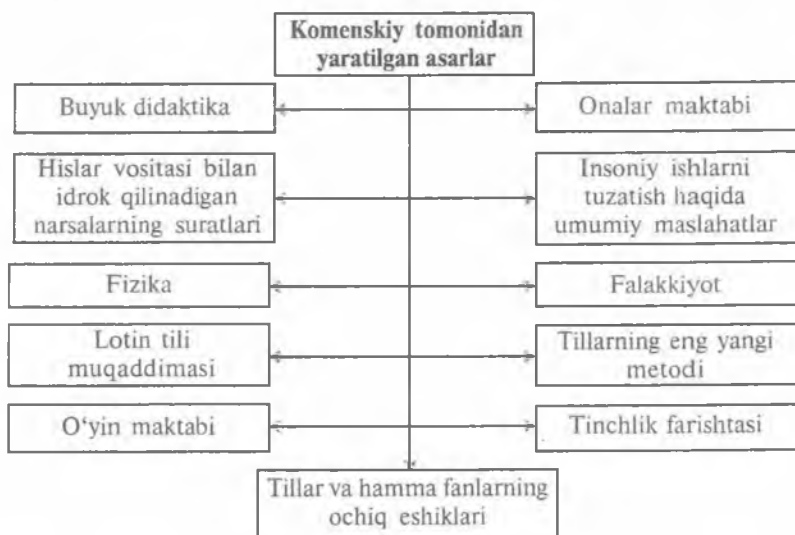 Komenskiy tomonidan
yaratilgan asarlar
Buyuk didaktika
Onalar maktabi
Hislar vositasi bilan
idrok qilinadigan
narsalarning suratlari
Insoniy ishlarni
tuzatish haqida
umumiy maslahatlar
Fizika
Falakkiyot
Lotin tili
muqaddimasi
Tillarning eng yangi
metodi
O‘yin maktabi
Tinchlik farishtasi
Tillar va hamma fanlarning
ochiq eshiklari